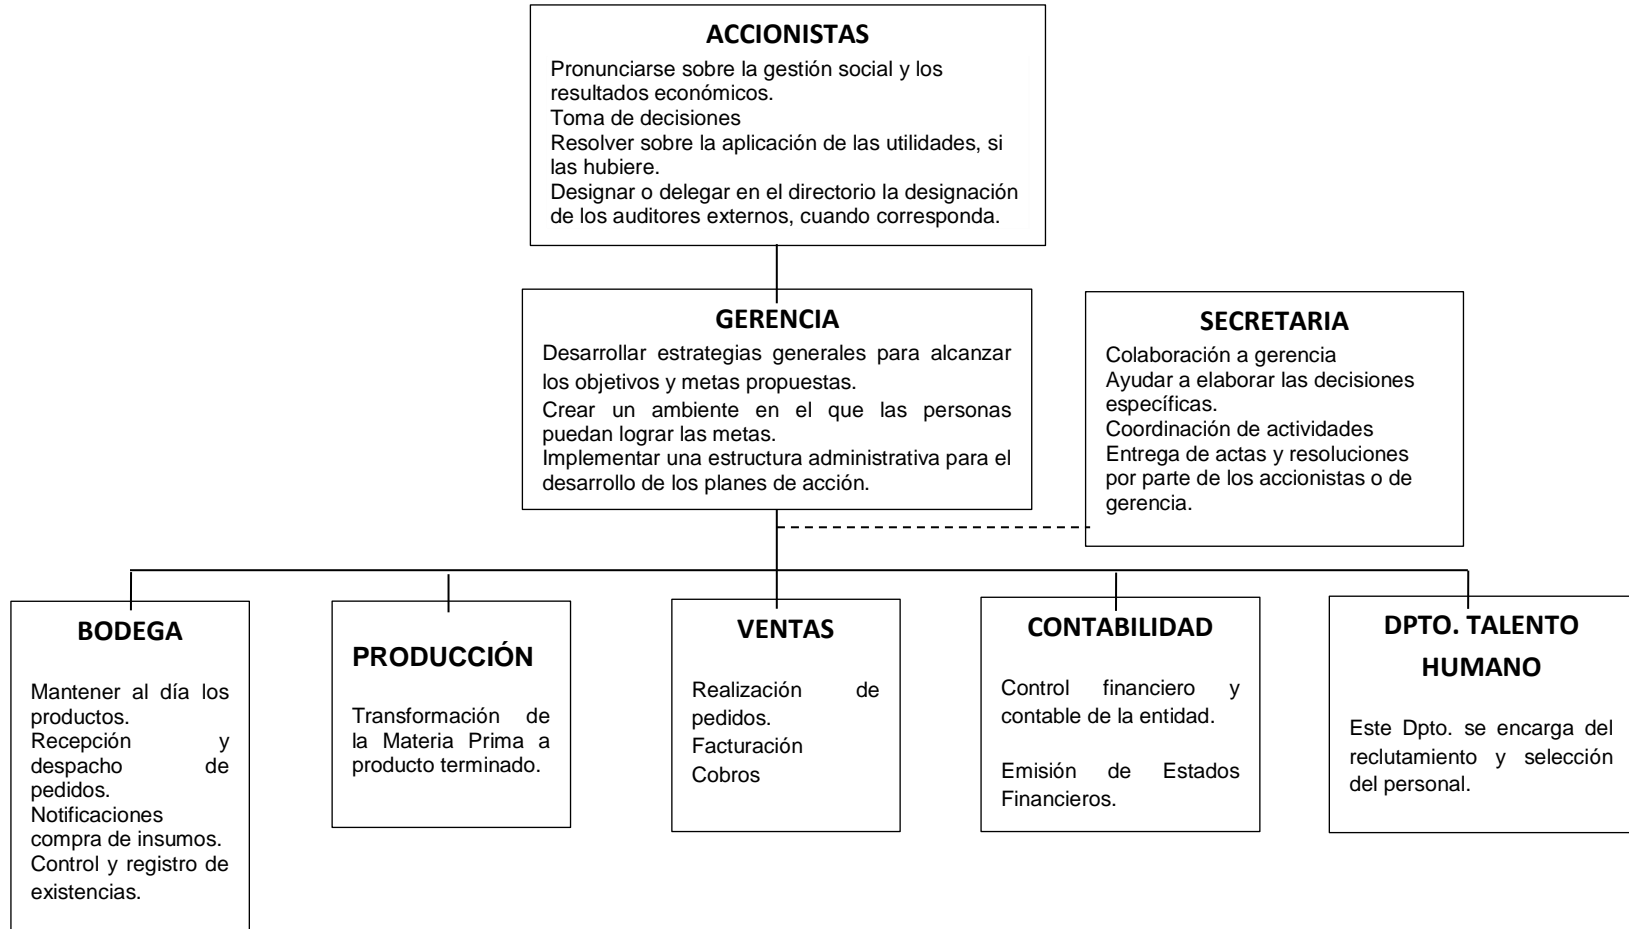 ACCIONISTAS
Pronunciarse sobre la gestión social y los
resultados económicos.
Toma de decisiones
Resolver sobre la aplicación de las utilidades, si
las hubiere.
Designar o delegar en el directorio la designación
de los auditores externos, cuando corresponda.
GERENCIA
Desarrollar estrategias generales para alcanzar
los objetivos y metas propuestas.
Crear un ambiente en el que las personas
puedan lograr las metas.
Implementar una estructura administrativa para el
desarrollo de los planes de acción.
SECRETARIA
Colaboración a gerencia
Ayudar a elaborar las decisiones
específicas.
Coordinación de actividades
Entrega de actas y resoluciones
por parte de los accionistas o de
gerencia.
BODEGA
Mantener al día los
productos.
Recepción y
despacho de
pedidos.
Notificaciones
compra de insumos.
Control y registro de
existencias.
PRODUCCIÓN
Transformación de
la Materia Prima a
producto terminado.
VENTAS
Realización de
pedidos.
Facturación
Cobros
CONTABILIDAD
Control financiero y
contable de la entidad.
Emisión de Estados
Financieros.
DPTO. TALENTO
HUMANO
Este Dpto. se encarga del
reclutamiento y selección
del personal.